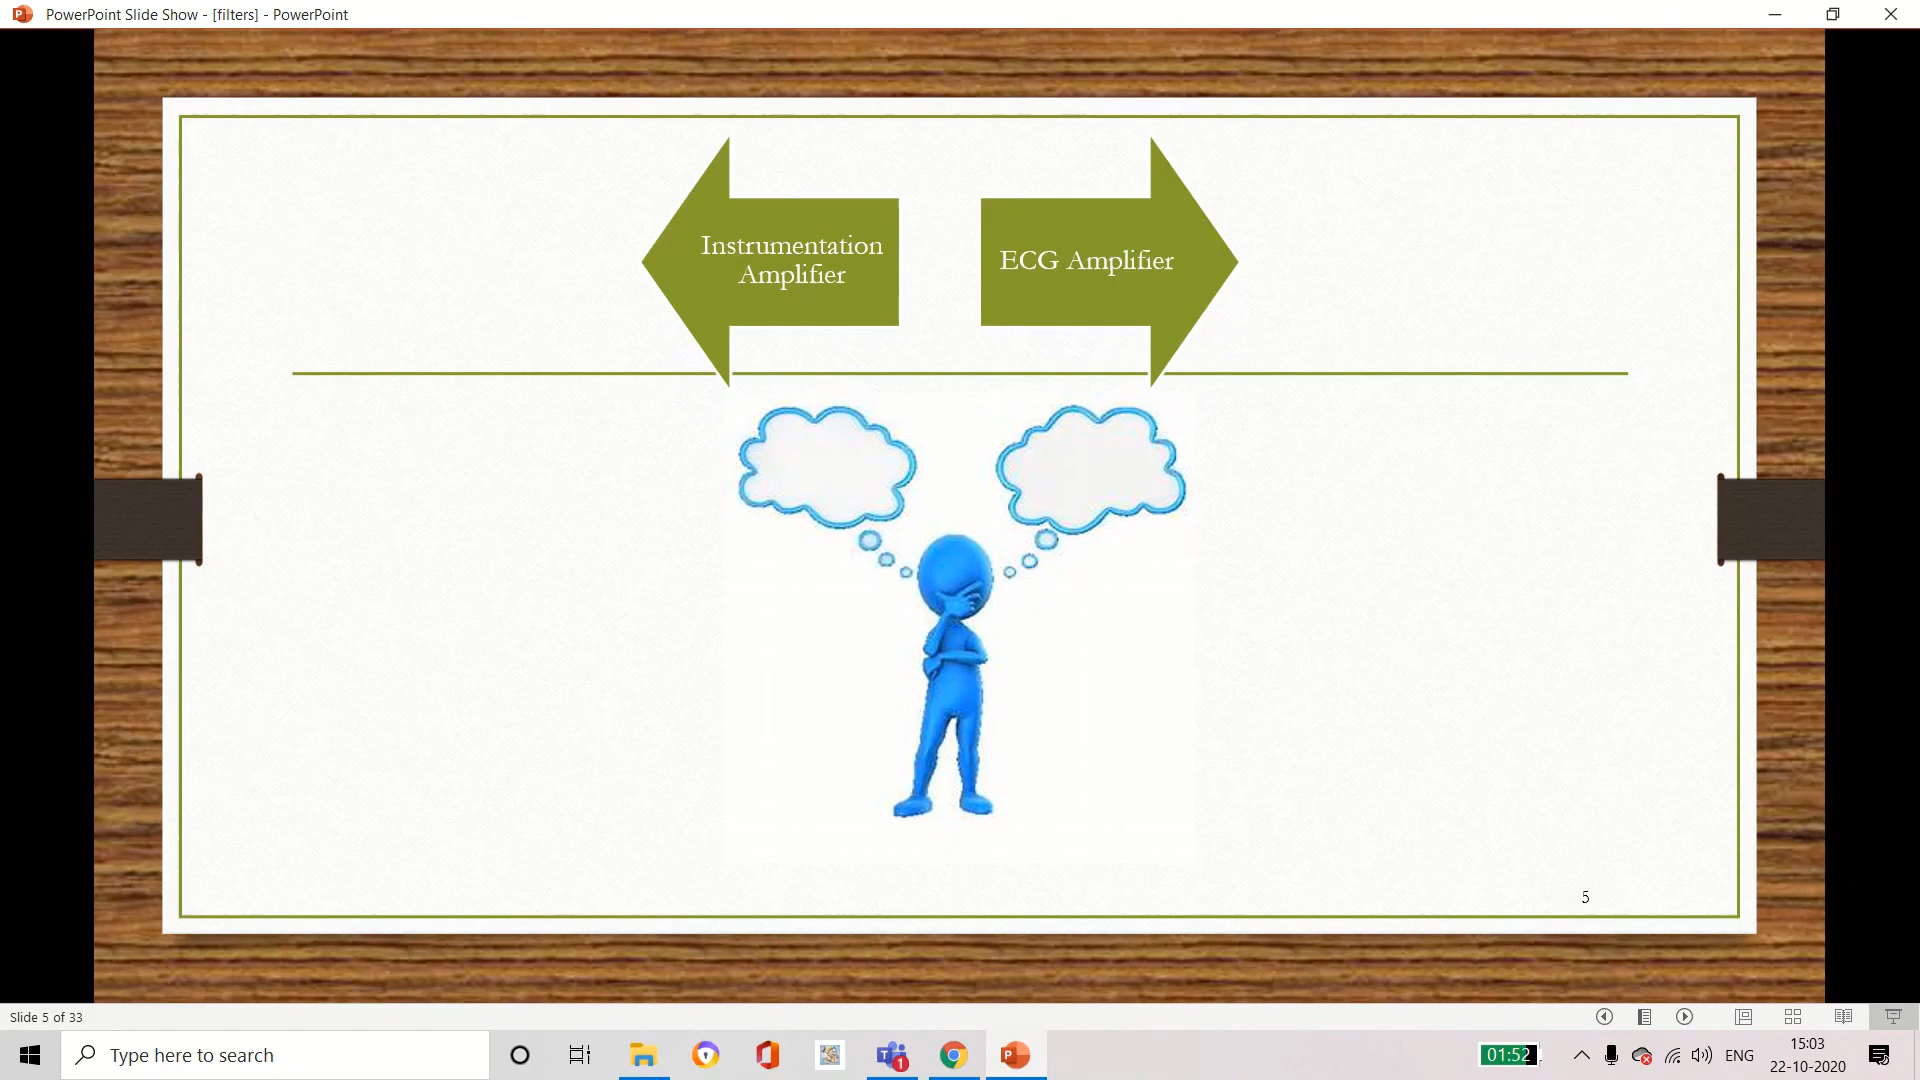 PowerPoint Slide Show - [filters] - PowerPoint
Instrumentation
Amplifier
ECG Amplifier
5
Slide 5 of 33
Type here to search
1
01:52
ENG
15:03
22-10-2020